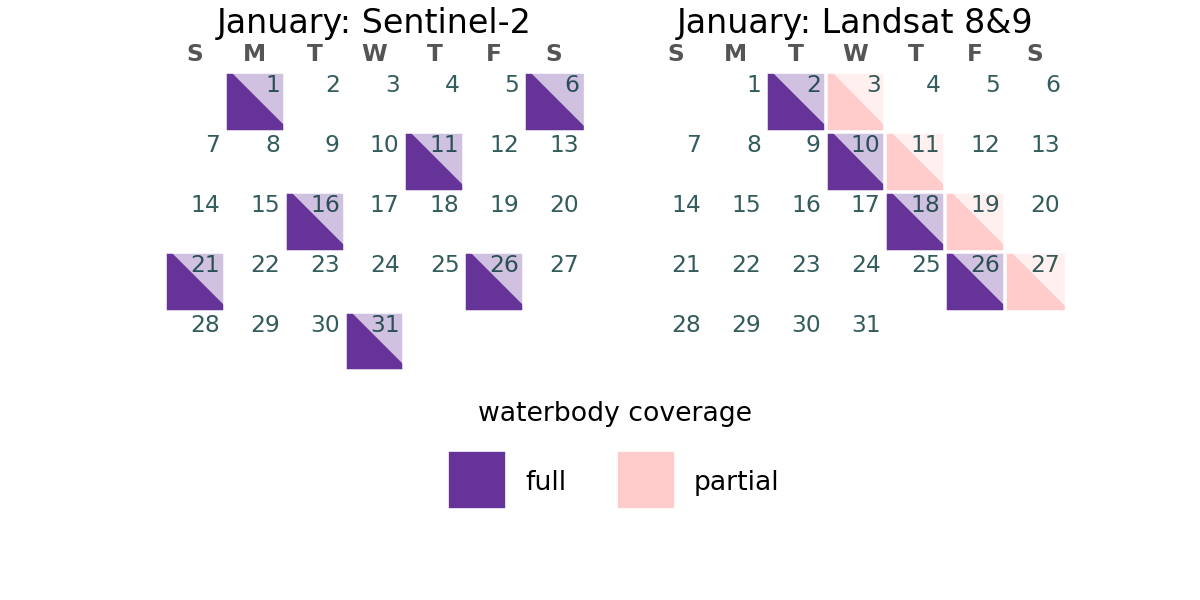 January: Sentinel-2
S M T W T F S
1 2 3 4 5 6
7 8 9 10 11 12 13
14 15 16 17 18 19 20
21 22 23 24 25 26 27
28 29 30 31
January: Landsat 8&9
S M T W T F S
1 2 3 4 5 6
7 8 9 10 11 12 13
14 15 16 17 18 19 20
21 22 23 24 25 26 27
28 29 30 31
waterbody coverage
full
partial